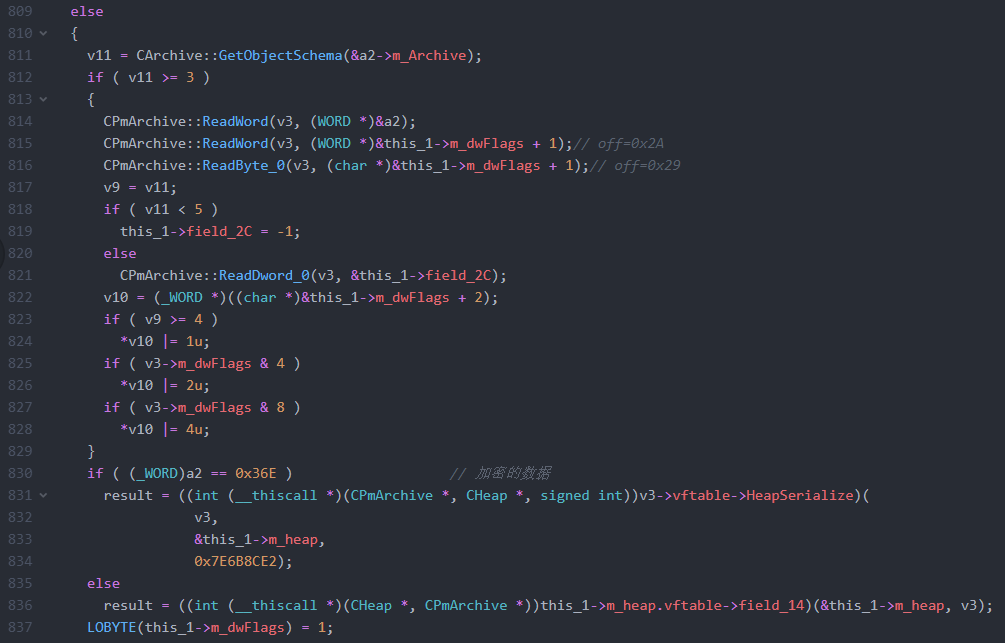 809 else
810 {
811 v11 = CArchive::GetObjectSchema(&a2->m_Archive);
812 if ( v11 >= 3 )
813 {
814 CPmArchive::ReadWord(v3, (WORD *)&a2);
815 CPmArchive::ReadWord(v3, (WORD *)&this_1->m_dwFlags + 1);// off=0x2A
816 CPmArchive::ReadByte_0(v3, (char *)&this_1->m_dwFlags + 1);// off=0x29
817 v9 = v11;
818 if ( v11 < 5 )
819 this_1->field_2C = -1;
820 else
821 CPmArchive::ReadDword_0(v3, &this_1->field_2C);
822 v10 = (_WORD *)((char *)&this_1->m_dwFlags + 2);
823 if ( v9 >= 4 )
824 *v10 |= 1u;
825 if ( v3->m_dwFlags & 4 )
826 *v10 |= 2u;
827 if ( v3->m_dwFlags & 8 )
828 *v10 |= 4u;
829 }
830 if ( (_WORD)a2 == 0x36E ) // 加密的数据
831 result = ((int (__thiscall *)(CPmArchive *, CHeap *, signed int))v3->vftable->HeapSerialize)(
832 v3,
833 &this_1->m_heap,
834 0x7E6B8CE2);
835 else
836 result = ((int (__thiscall *)(CHeap *, CPmArchive *))this_1->m_heap.vftable->field_14)(&this_1->m_heap, v3);
837 LOBYTE(this_1->m_dwFlags) = 1;